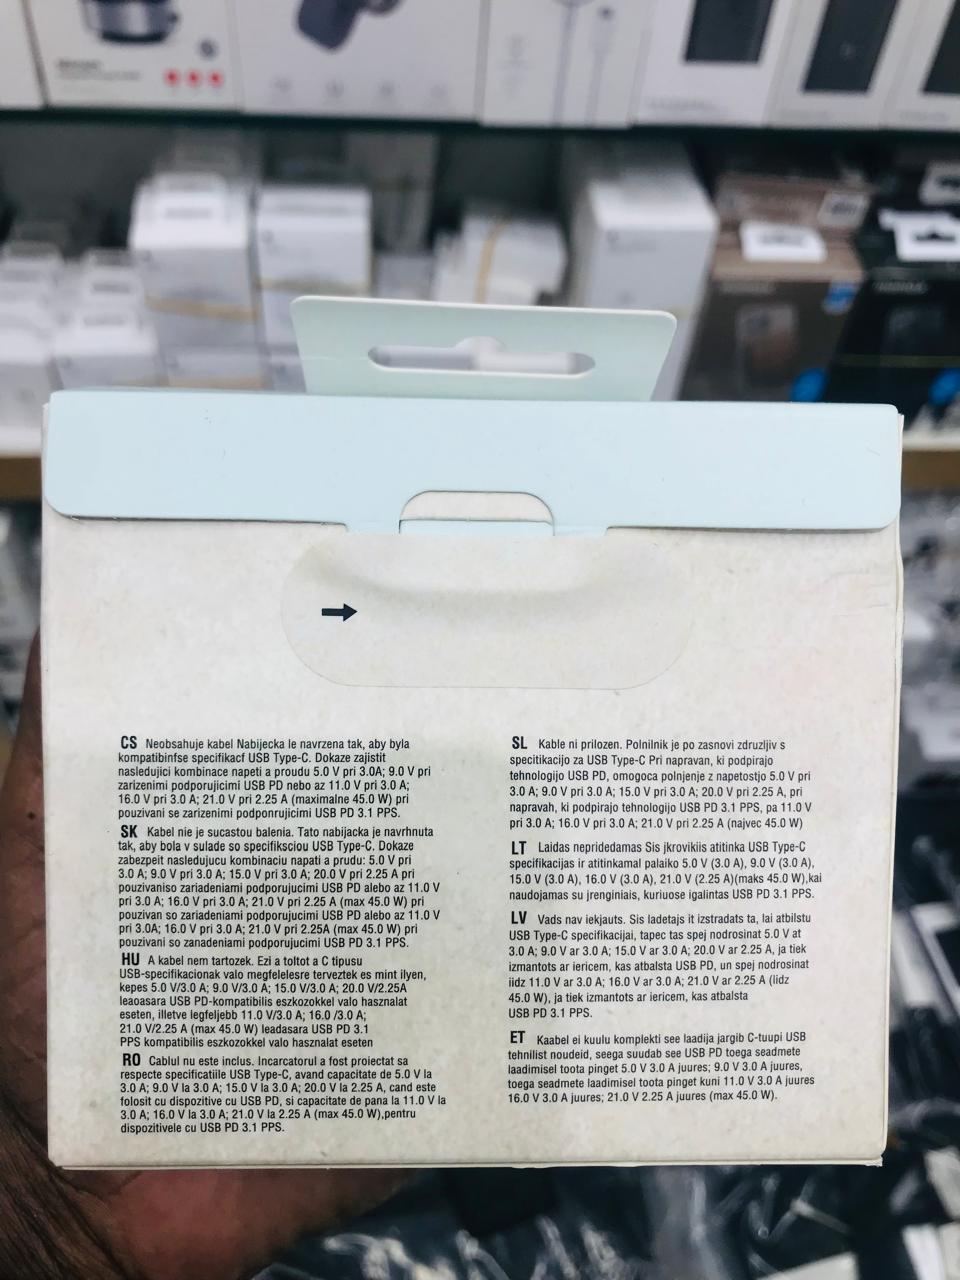 CS Neobsahuje kabel Nabijecka le navrzena tak, aby byla
kompatibinfse specifikacf USB Type-C. Dokaze zajistit
nasledujici kombinace napeti a proudu 5.0 V pri 3.0A; 9.0 V pri
zarizenimi podporujicimi USB PD nebo az 11.0 V pri 3.0 A;
16.0 V pri 3.0 A; 21.0 V pri 2.25 A (maximalne 45.0 W) pri
pouzivani se zarizenimi podponrujicimi USB PD 3.1 PPS.
SK Kabel nie je sucastou balenia. Tato nabijacka je navrhnuta
tak, aby bola v sulade so specifiksciou USB Type-C. Dokaze
zabezpeit nasledujucu kombinaciu napati a prudu: 5.0 V pri
3.0 A; 9.0 V pri 3.0 A; 15.0 V pri 3.0 A; 20.0 V pri 2.25 A pri
pouzivaniso zariadeniami podporujucimi USB PD alebo az 11.0 V
pri 3.0 A; 16.0 V pri 3.0 A; 21.0 V pri 2.25 A (max 45.0 W) pri
pouzivan so zariadeniami podporujucimi USB PD alebo az 11.0 V
pri 3.0A; 16.0 V pri 3.0 A; 21.0 V pri 2.25A (max 45.0 W) pri
pouzivani so zanadeniami podporujucimi USB PD 3.1 PPS.
HU A kabel nem tartozek. Ezi a toltot a C tipusu
USB-specifikacionak valo megfelelesre terveztek es mint ilyen,
kepes 5.0 V/3.0 A; 9.0 V/3.0 A; 15.0 V/3.0 A; 20.0 V/2.25A
leaoasara USB PD-kompatibilis eszkozokkel valo hasznalat
eseten, illetve legfeljebb 11.0 V/3.0 A; 16.0 /3.0 A;
21.0 V/2.25 A (max 45.0 W) leadasara USB PD 3.1
PPS kompatibilis eszkozokkel valo hasznalat eseten
RO Cablul nu este inclus. Incarcatorul a fost proiectat sa
respecte specificatiile USB Type-C, avand capacitate de 5.0 V la
3.0 A; 9.0 V la 3.0 A; 15.0 V la 3.0 A; 20.0 V la 2.25 A, cand este
folosit cu dispozitive cu USB PD, si capacitate de pana la 11.0 V la
3.0 A; 16.0 V la 3.0 A; 21.0 V la 2.25 A (max 45.0 W),pentru
dispozitivele cu USB PD 3.1 PPS.
SL Kable ni prilozen. Polnilnik je po zasnovi zdruzljiv s
specitikacijo za USB Type-C Pri napravan, ki podpirajo
tehnologijo USB PD, omogoca polnjenje z napetostjo 5.0 V pri
3.0 A; 9.0 V pri 3.0 A; 15.0 V pri 3.0 A; 20.0 V pri 2.25 A, pri
napravah, ki podpirajo tehnologijo USB PD 3.1 PPS, pa 11.0 V
pri 3.0 A; 16.0 V pri 3.0 A; 21.0 V pri 2.25 A (najvec 45.0 W)
LT Laidas nepridedamas Sis jkrovikiis atitinka USB Type-C
specifikacijas ir atitinkamal palaiko 5.0 V (3.0 A), 9.0 V (3.0 A),
15.0 V (3.0 A), 16.0 V (3.0 A), 21.0 V (2.25 A)(maks 45.0 W),kai
naudojamas su jrenginiais, kuriuose igalintas USB PD 3.1 PPS.
LV Vads nav iekjauts. Sis ladetajs it izstradats ta, lai atbilstu
USB Type-C specifikacijai, tapec tas spej nodrosinat 5.0 V at
3.0 A; 9.0 V ar 3.0 A; 15.0 V ar 3.0 A; 20.0 V ar 2.25 A, ja tiek
izmantots ar iericem, kas atbalsta USB PD, un spej nodrosinat
lidz 11.0 V ar 3.0 A; 16.0 V ar 3.0 A; 21.0 V ar 2.25 A (lidz
45.0 W), ja tiek izmantots ar iericem, kas atbalsta
USB PD 3.1 PPS.
ET Kaabel ei kuulu komplekti see laadija jargib C-tuupi USB
tehnilist noudeid, seega suudab see USB PD toega seadmete
laadimisel toota pinget 5.0 V 3.0 A juures; 9.0 V 3.0 A juures,
toega seadmete laadimisel toota pinget kuni 11.0 V 3.0 A juures
16.0 V 3.0 A juures; 21.0 V 2.25 A juures (max 45.0 W).